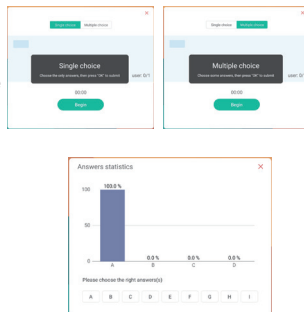 Single choice Multiple choice
Single choice
Choose the only answers, then press "OK" to submit
user: 0/1
00:00
Begin
Single choice Multiple choice
Multiple choice
Choose some answers, then press "OK" to submit
user: 0/
00:00
Begin
Answers statistics
100
50
0
100.0 %
0.0 %
0.0 %
0.0 %
A B C D
Please choose the right answers(s)
A B C D E F G H I